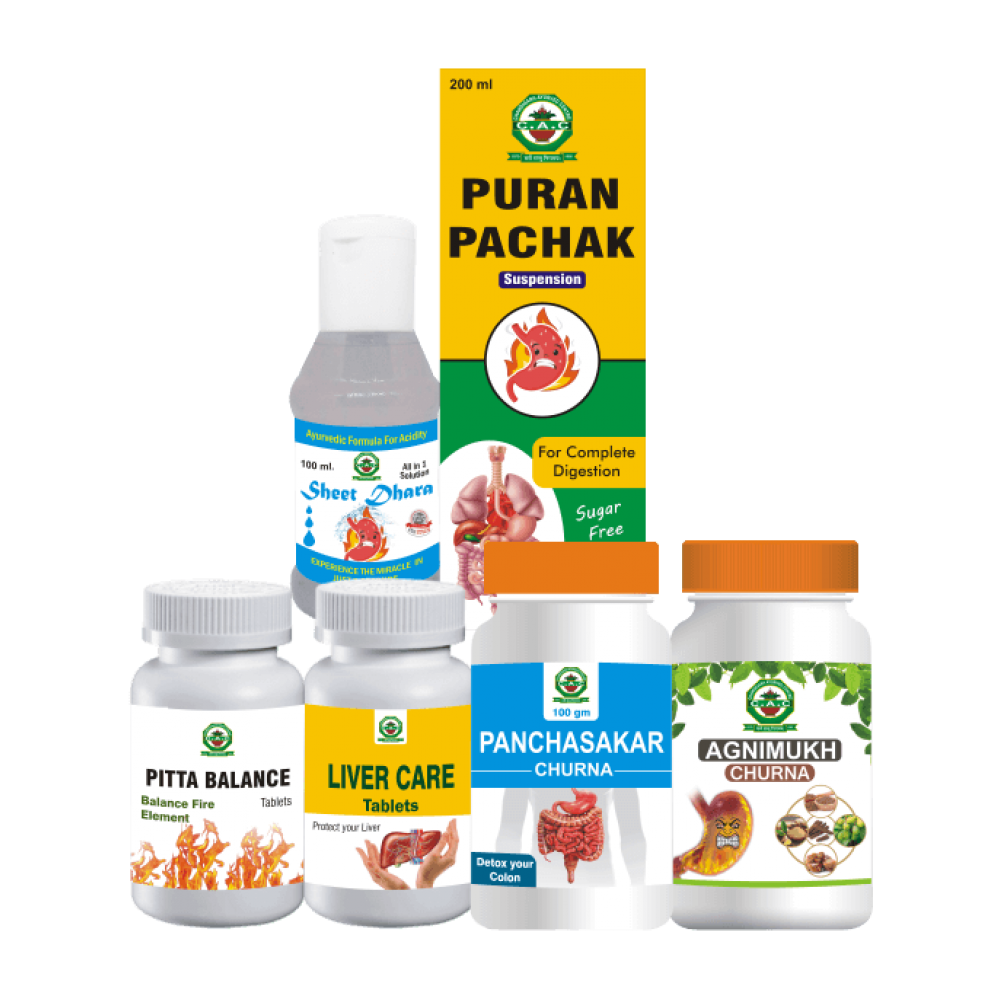 200 ml
C.A.C
PURAN
PACHAK
Suspension
For Complete
Digestion
Sugar
Free
Ayurvedic Formula For Acidity
100 ml.
All in 1
Solution
Sheet Dhara
EXPERIENCE THE MIRACLE IN
PITTA BALANCE
Balance Fire
Element
Tablets
LIVER CARE
Tablets
Protect your Liver
100 gm
PANCHASAKAR
CHURNA
Detox your
Colon
C.A.C
AGNIMUKH
CHURNA